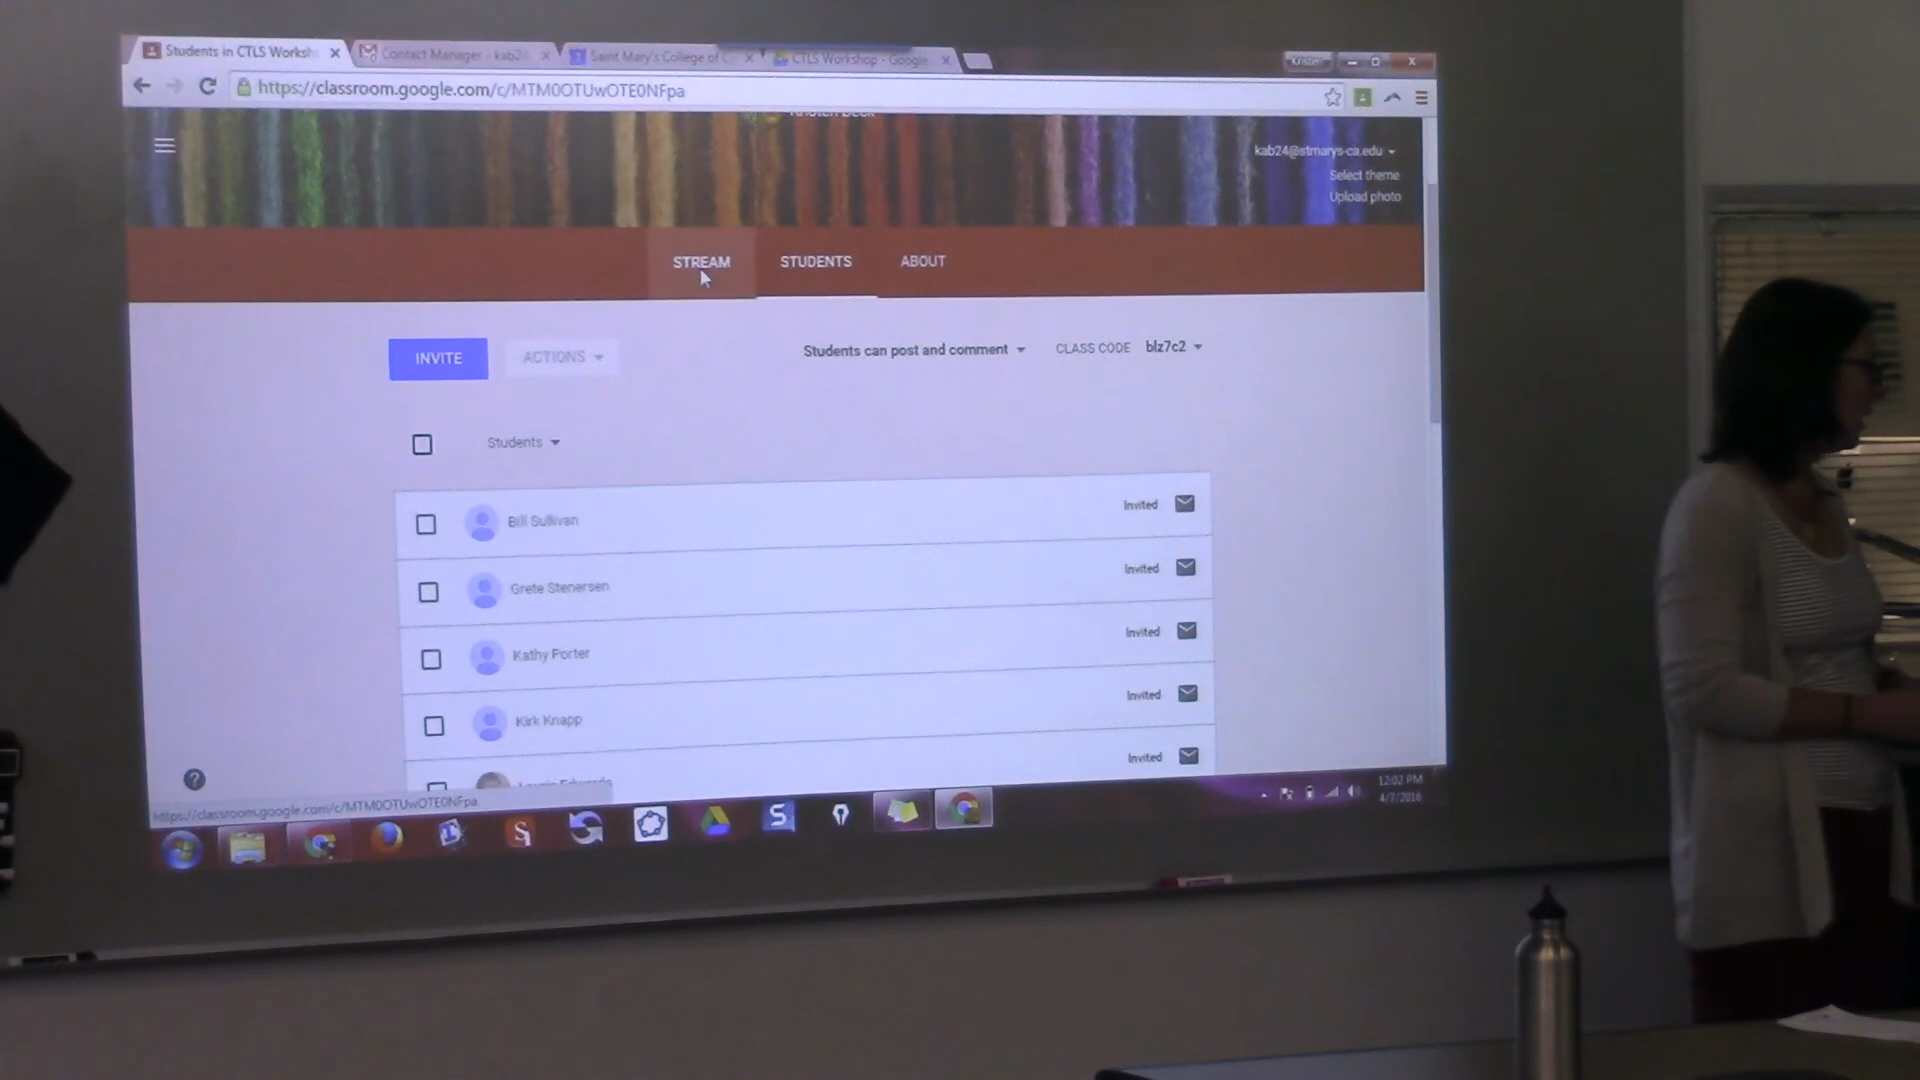 Students in CTLS Worksh
Contact Manager - kab2
Saint Mary's College of C
CTLS Workshop - Google
Kristen
https://classroom.google.com/c/MTM0OTUwOTE0NFpa
kab24@stmarys-ca.edu
Select theme
Upload photo
STREAM STUDENTS ABOUT
INVITE ACTIONS Students can post and comment CLASS CODE blz7c2
Students
Bill Sullivan Invited
Grete Stenersen Invited
Kathy Porter Invited
Kirk Knapp Invited
Invited
?
https://classroom.google.com/c/MTM0OTUwOTE0NFpa
12:02 PM
4/7/2016